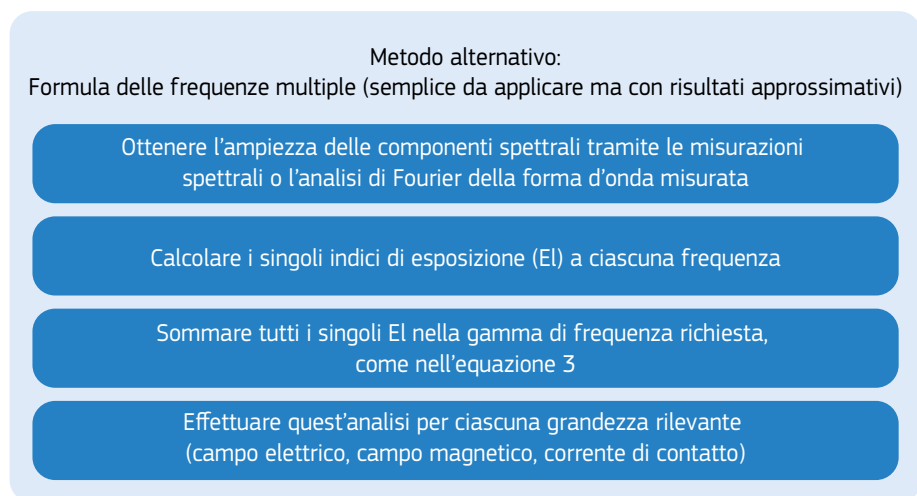 Metodo alternativo:
Formula delle frequenze multiple (semplice da applicare ma con risultati approssimativi)
Ottenere l'ampiezza delle componenti spettrali tramite le misurazioni
spettrali o l'analisi di Fourier della forma d'onda misurata
Calcolare i singoli indici di esposizione (El) a ciascuna frequenza
Sommare tutti i singoli El nella gamma di frequenza richiesta,
come nell'equazione 3
Effettuare quest'analisi per ciascuna grandezza rilevante
(campo elettrico, campo magnetico, corrente di contatto)